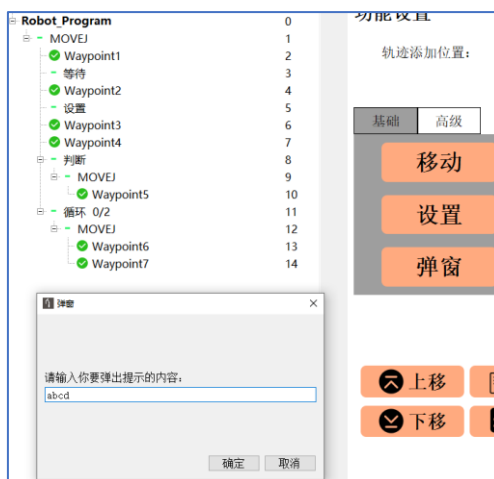 Robot_Program 0
MOVEJ 1
Waypoint1 2
等待 3
Waypoint2 4
设置 5
Waypoint3 6
Waypoint4 7
判断 8
MOVEJ 9
Waypoint5 10
循环 0/2 11
MOVEJ 12
Waypoint6 13
Waypoint7 14
功能设置
轨迹添加位置:
基础 高级
移动
设置
弹窗
上移
下移
弹窗
请输入你要弹出提示的内容:
abcd
确定 取消